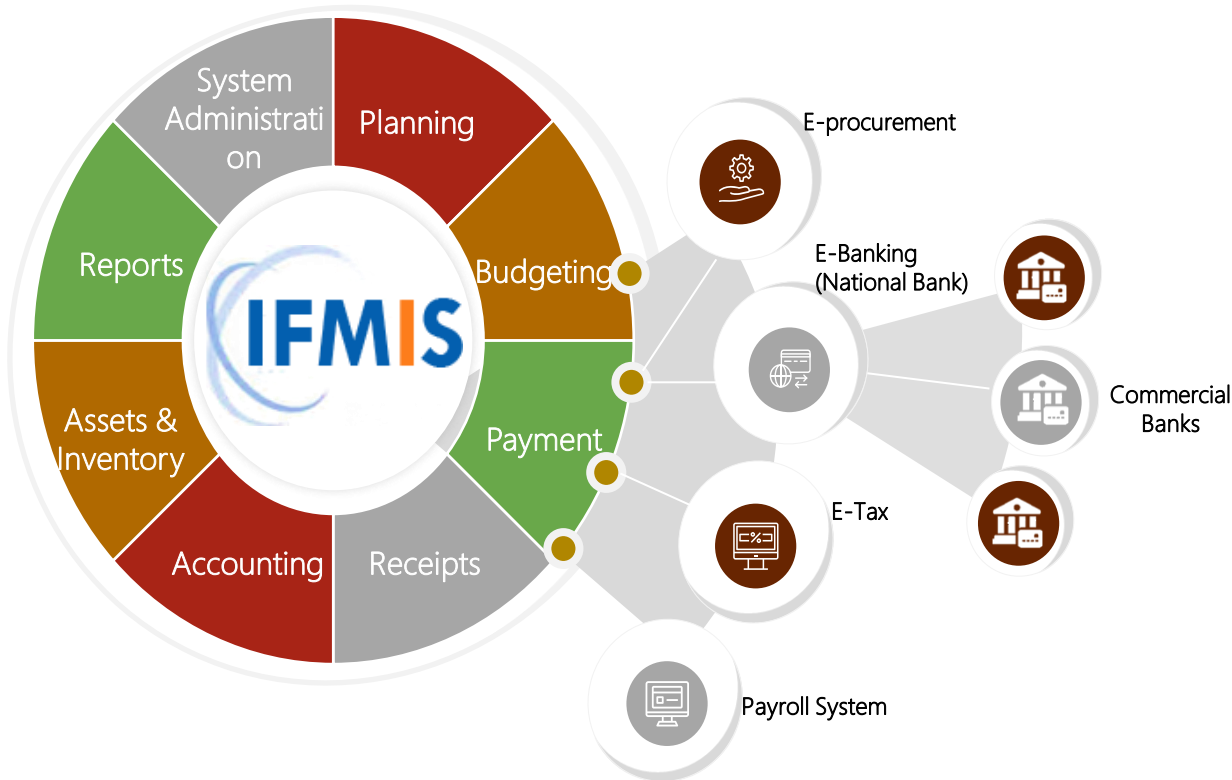 System
Administrati
on
Planning
Reports
Budgeting
IFMIS
Assets &
Inventory
Payment
Accounting
Receipts
E-procurement
E-Banking
(National Bank)
Commercial
Banks
E-Tax
%
Payroll System